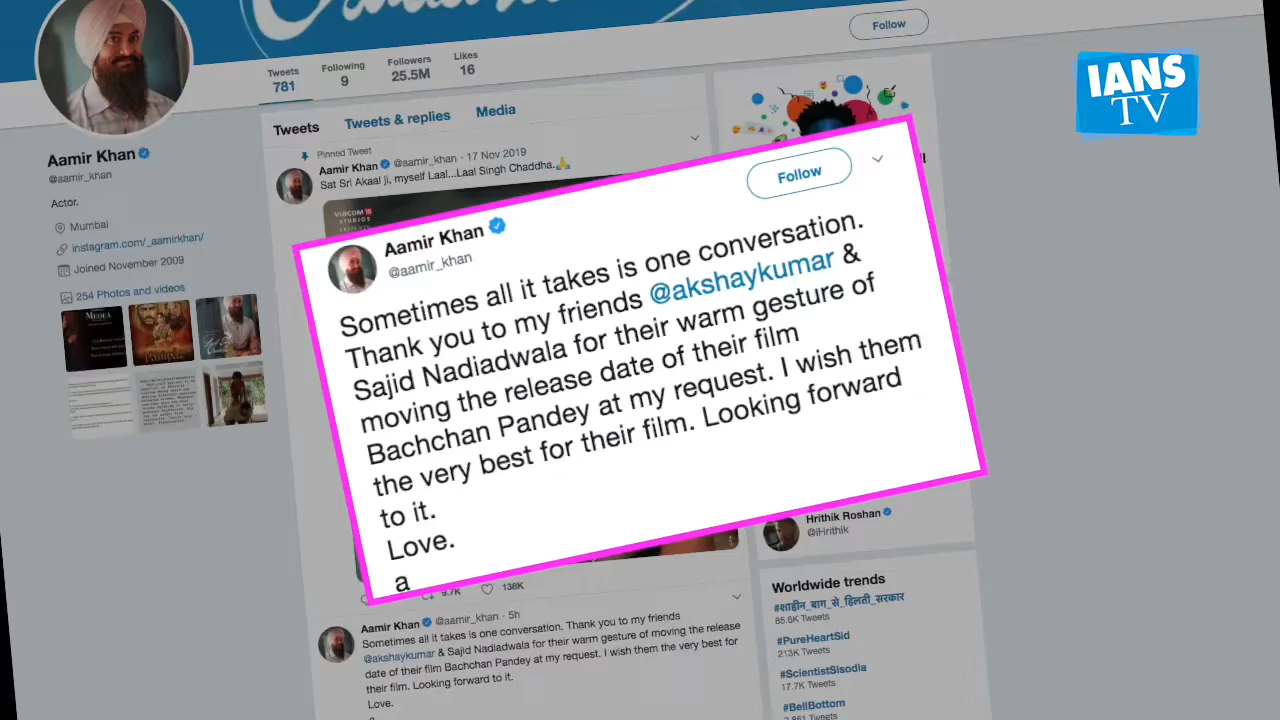 Follow
IANS
TV
Tweets
781
Following
9
Followers
25.5M
Likes
16
Aamir Khan
@aamir_khan
Actor.
Mumbai
instagram.com/_aamirkhan/
Joined November 2009
254 Photos and videos
Tweets
Tweets & replies
Media
Pinned Tweet
Aamir Khan @aamir_khan · 17 Nov 2019
Sat Sri Akaal ji, myself Laal...Laal Singh Chaddha.🙏
VIACOM18
STUDIOS
PRESENTS
Follow
Aamir Khan
@aamir_khan
Sometimes all it takes is one conversation.
Thank you to my friends @akshaykumar &
Sajid Nadiadwala for their warm gesture of
moving the release date of their film
Bachchan Pandey at my request. I wish them
the very best for their film. Looking forward
to it.
Love.
a
9.7K
138K
Aamir Khan @aamir_khan · 5h
Sometimes all it takes is one conversation. Thank you to my friends
@akshaykumar & Sajid Nadiadwala for their warm gesture of moving the release
date of their film Bachchan Pandey at my request. I wish them the very best for
their film. Looking forward to it.
Love.
Hrithik Roshan
@iHrithik
Worldwide trends
#शाहीन_बाग_से_हिलती_सरकार
85.6K Tweets
#PureHeartSid
213K Tweets
#ScientistSisodia
17.7K Tweets
#BellBottom